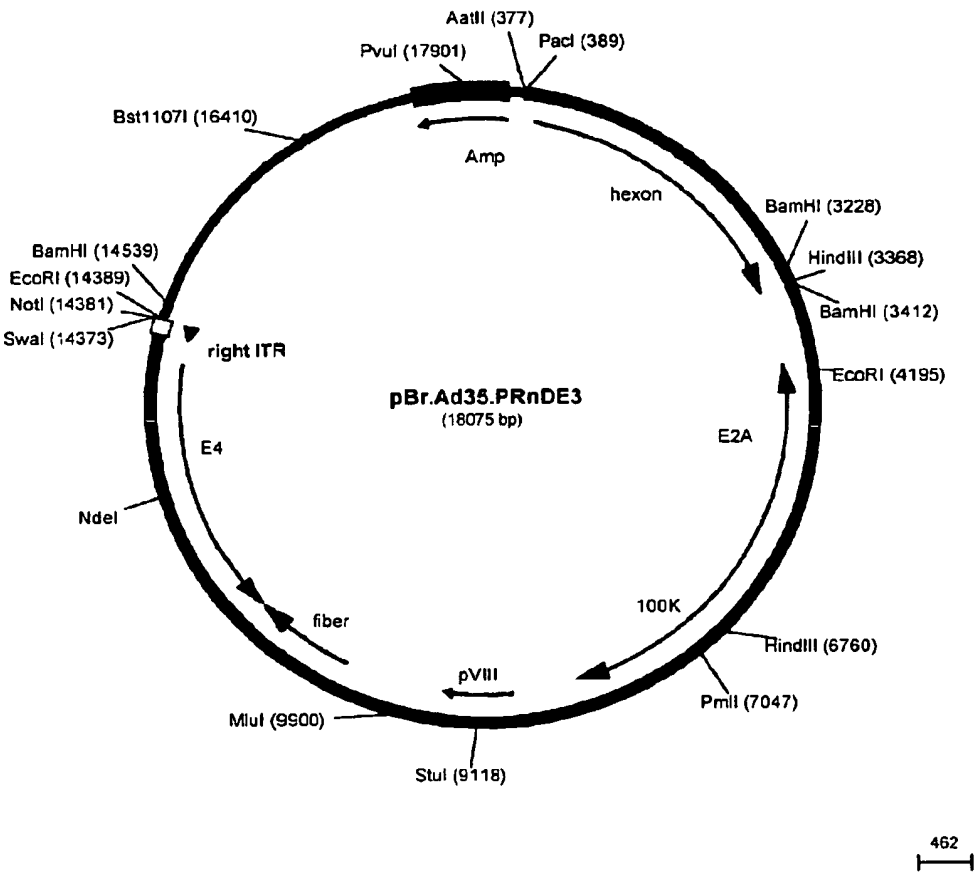 AatII (377)
PacI (389)
PvuI (17901)
Bst1107I (16410)
Amp
hexon
BamHI (3228)
HindIII (3368)
BamHI (3412)
EcoRI (4195)
BamHI (14539)
EcoRI (14389)
NotI (14381)
SwaI (14373)
right ITR
pBr.Ad35.PRnDE3
(18075 bp)
E2A
E4
NdeI
100K
fiber
HindIII (6760)
pVIII
PmlI (7047)
MluI (9900)
StuI (9118)
462